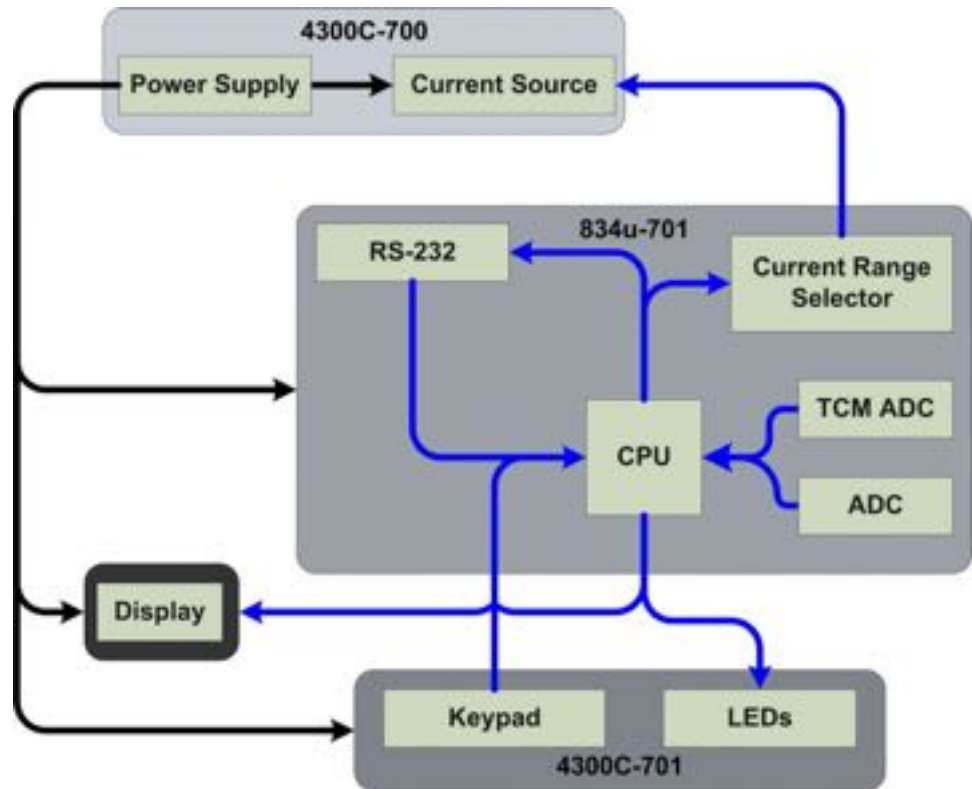 4300C-700
Power Supply
Current Source
834u-701
RS-232
Current Range
Selector
TCM ADC
CPU
ADC
Display
Keypad
LEDs
4300C-701